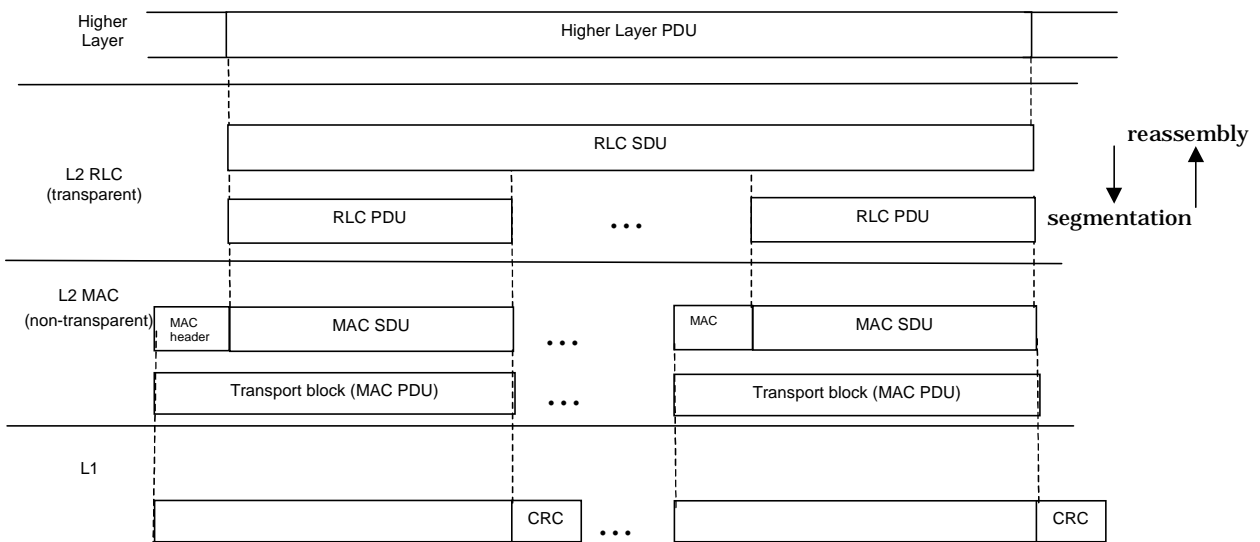 Higher
Layer
Higher Layer PDU
RLC SDU
reassembly
L2 RLC
(transparent)
RLC PDU
...
RLC PDU
segmentation
L2 MAC
(non-transparent)
MAC
header
MAC SDU
...
MAC
MAC SDU
Transport block (MAC PDU)
...
Transport block (MAC PDU)
L1
CRC
...
CRC